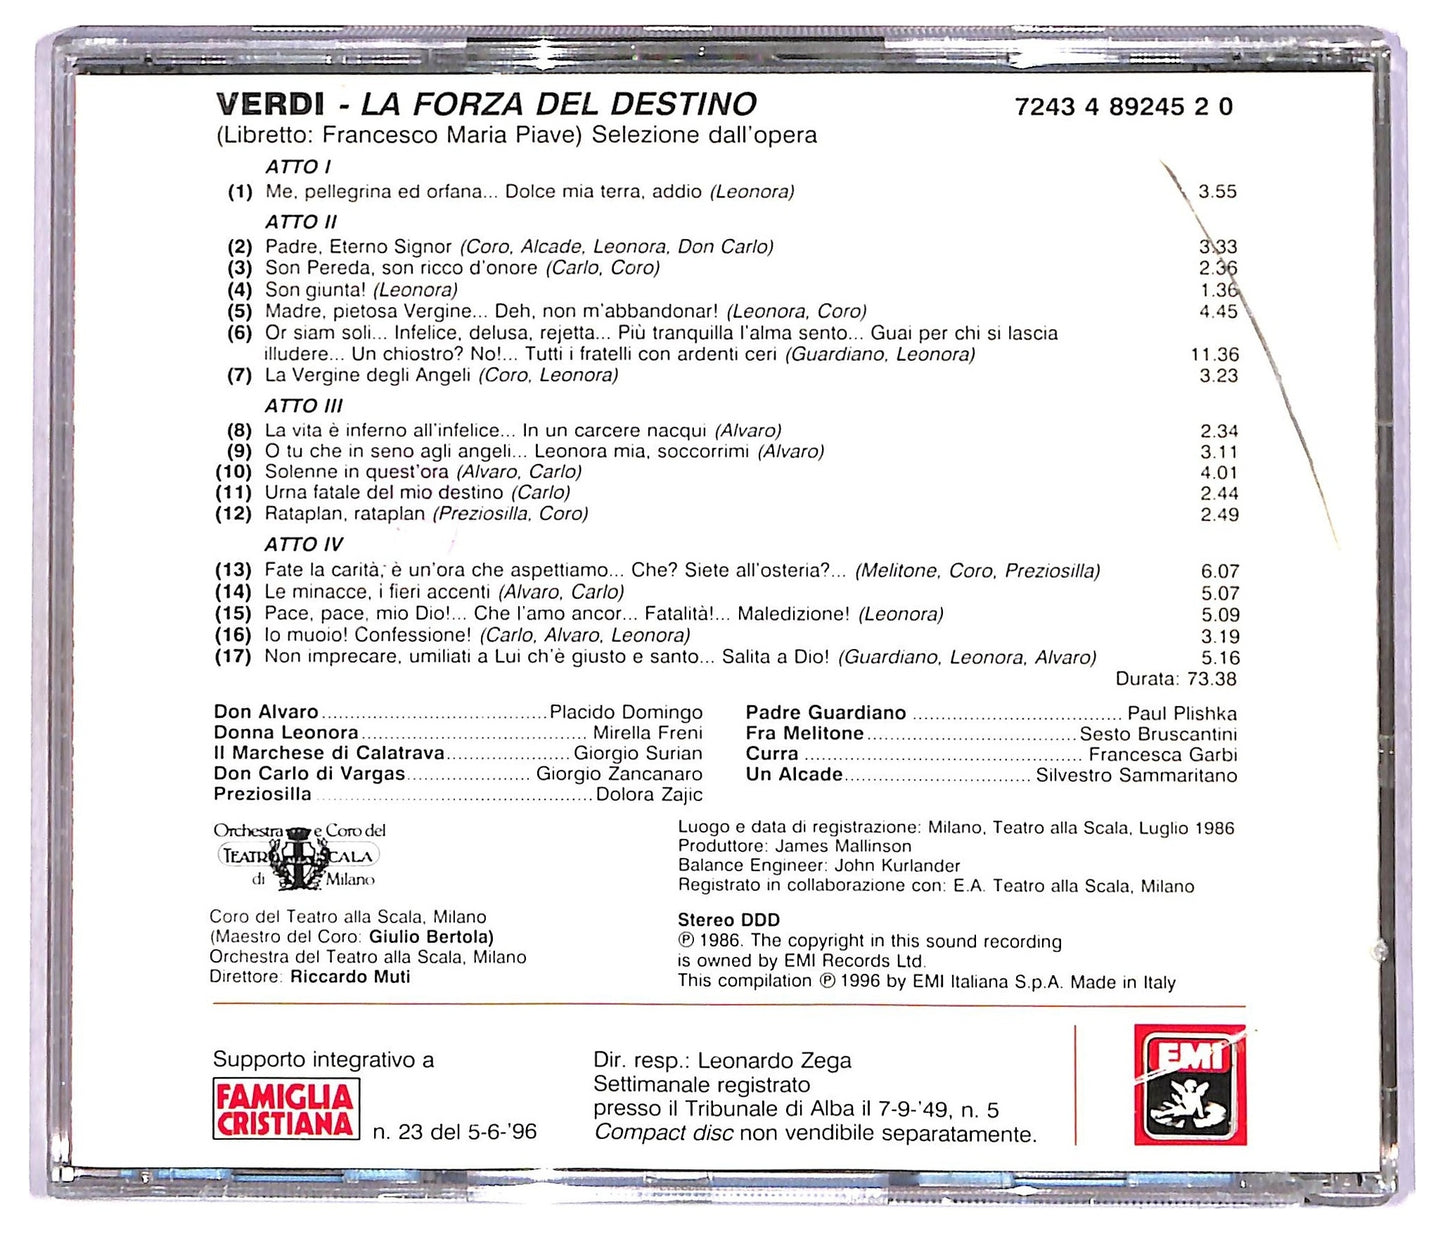 VERDI - LA FORZA DEL DESTINO 7243 4 89245 2 0
(Libretto: Francesco Maria Piave) Selezione dall'opera
ATTO I
(1) Me, pellegrina ed orfana... Dolce mia terra, addio (Leonora) 3.55
ATTO II
(2) Padre, Eterno Signor (Coro, Alcade, Leonora, Don Carlo) 3.33
(3) Son Pereda, son ricco d'onore (Carlo, Coro) 2.36
(4) Son giunta! (Leonora) 1.36
(5) Madre, pietosa Vergine... Deh, non m'abbandonar! (Leonora, Coro) 4.45
(6) Or siam soli... Infelice, delusa, rejetta... Più tranquilla l'alma sento... Guai per chi si lascia
illudere... Un chiostro? No!... Tutti i fratelli con ardenti ceri (Guardiano, Leonora) 11.36
(7) La Vergine degli Angeli (Coro, Leonora) 3.23
ATTO III
(8) La vita è inferno all'infelice... In un carcere nacqui (Alvaro) 2.34
(9) O tu che in seno agli angeli... Leonora mia, soccorrimi (Alvaro) 3.11
(10) Solenne in quest'ora (Alvaro, Carlo) 4.01
(11) Urna fatale del mio destino (Carlo) 2.44
(12) Rataplan, rataplan (Preziosilla, Coro) 2.49
ATTO IV
(13) Fate la carità, è un'ora che aspettiamo... Che? Siete all'osteria?... (Melitone, Coro, Preziosilla) 6.07
(14) Le minacce, i fieri accenti (Alvaro, Carlo) 5.07
(15) Pace, pace, mio Dio!... Che l'amo ancor... Fatalità!... Maledizione! (Leonora) 5.09
(16) Io muoio! Confessione! (Carlo, Alvaro, Leonora) 3.19
(17) Non imprecare, umiliati a Lui ch'è giusto e santo... Salita a Dio! (Guardiano, Leonora, Alvaro) 5.16
Durata: 73.38
Don Alvaro.................................Placido Domingo
Donna Leonora.................................Mirella Freni
Il Marchese di Calatrava......................Giorgio Surian
Don Carlo di Vargas..................Giorgio Zancanaro
Preziosilla.........................................Dolora Zajic
Padre Guardiano...............................Paul Plishka
Fra Melitone...............................Sesto Bruscantini
Curra.........................................Francesca Garbi
Un Alcade...........................Silvestro Sammaritano
Orchestra e Coro del
TEATRO SCALA
di Milano
Coro del Teatro alla Scala, Milano
(Maestro del Coro: Giulio Bertola)
Orchestra del Teatro alla Scala, Milano
Direttore: Riccardo Muti
Luogo e data di registrazione: Milano, Teatro alla Scala, Luglio 1986
Produttore: James Mallinson
Balance Engineer: John Kurlander
Registrato in collaborazione con: E.A. Teatro alla Scala, Milano
Stereo DDD
℗ 1986. The copyright in this sound recording
is owned by EMI Records Ltd.
This compilation ℗ 1996 by EMI Italiana S.p.A. Made in Italy
Supporto integrativo a
FAMIGLIA
CRISTIANA n. 23 del 5-6-'96
Dir. resp.: Leonardo Zega
Settimanale registrato
presso il Tribunale di Alba il 7-9-'49, n. 5
Compact disc non vendibile separatamente.
EMI